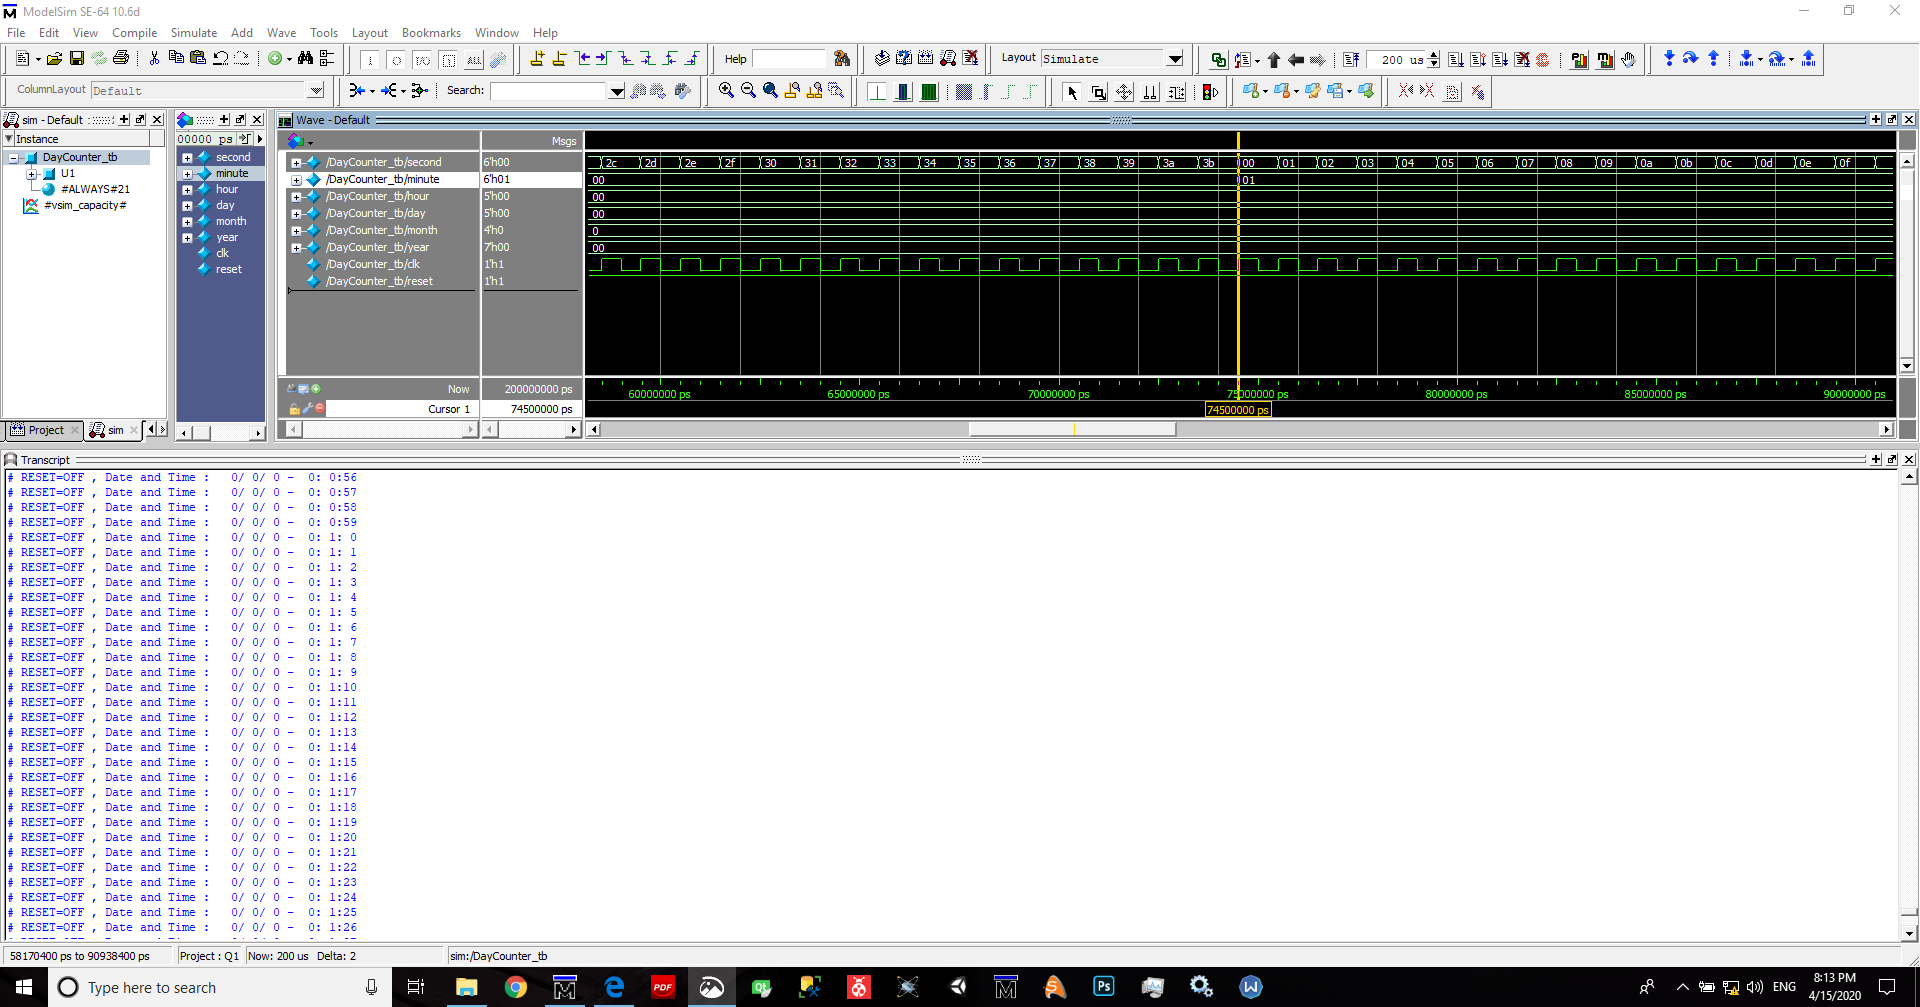 ModelSim SE-64 10.6d
File Edit View Compile Simulate Add Wave Tools Layout Bookmarks Window Help
Help
Layout Simulate
200 us
ColumnLayout Default
Search:
sim - Default
Instance
DayCounter_tb
U1
#ALWAYS#21
#vsim_capacity#
Project
sim
00000 ps
second
minute
hour
day
month
year
clk
reset
Wave - Default
Msgs
/DayCounter_tb/second 6'h00 2c 2d 2e 2f 30 31 32 33 34 35 36 37 38 39 3a 3b 00 01 02 03 04 05 06 07 08 09 0a 0b 0c 0d 0e 0f
/DayCounter_tb/minute 6'h01 00 01
/DayCounter_tb/hour 5'h00 00
/DayCounter_tb/day 5'h00 00
/DayCounter_tb/month 4'h0 0
/DayCounter_tb/year 7'h00 00
/DayCounter_tb/clk 1'h1
/DayCounter_tb/reset 1'h1
Now 200000000 ps 60000000 ps 65000000 ps 70000000 ps 75000000 ps 80000000 ps 85000000 ps 90000000 ps
Cursor 1 74500000 ps 74500000 ps
Transcript
# RESET=OFF , Date and Time :   0/ 0/ 0 -  0: 0:56
# RESET=OFF , Date and Time :   0/ 0/ 0 -  0: 0:57
# RESET=OFF , Date and Time :   0/ 0/ 0 -  0: 0:58
# RESET=OFF , Date and Time :   0/ 0/ 0 -  0: 0:59
# RESET=OFF , Date and Time :   0/ 0/ 0 -  0: 1: 0
# RESET=OFF , Date and Time :   0/ 0/ 0 -  0: 1: 1
# RESET=OFF , Date and Time :   0/ 0/ 0 -  0: 1: 2
# RESET=OFF , Date and Time :   0/ 0/ 0 -  0: 1: 3
# RESET=OFF , Date and Time :   0/ 0/ 0 -  0: 1: 4
# RESET=OFF , Date and Time :   0/ 0/ 0 -  0: 1: 5
# RESET=OFF , Date and Time :   0/ 0/ 0 -  0: 1: 6
# RESET=OFF , Date and Time :   0/ 0/ 0 -  0: 1: 7
# RESET=OFF , Date and Time :   0/ 0/ 0 -  0: 1: 8
# RESET=OFF , Date and Time :   0/ 0/ 0 -  0: 1: 9
# RESET=OFF , Date and Time :   0/ 0/ 0 -  0: 1:10
# RESET=OFF , Date and Time :   0/ 0/ 0 -  0: 1:11
# RESET=OFF , Date and Time :   0/ 0/ 0 -  0: 1:12
# RESET=OFF , Date and Time :   0/ 0/ 0 -  0: 1:13
# RESET=OFF , Date and Time :   0/ 0/ 0 -  0: 1:14
# RESET=OFF , Date and Time :   0/ 0/ 0 -  0: 1:15
# RESET=OFF , Date and Time :   0/ 0/ 0 -  0: 1:16
# RESET=OFF , Date and Time :   0/ 0/ 0 -  0: 1:17
# RESET=OFF , Date and Time :   0/ 0/ 0 -  0: 1:18
# RESET=OFF , Date and Time :   0/ 0/ 0 -  0: 1:19
# RESET=OFF , Date and Time :   0/ 0/ 0 -  0: 1:20
# RESET=OFF , Date and Time :   0/ 0/ 0 -  0: 1:21
# RESET=OFF , Date and Time :   0/ 0/ 0 -  0: 1:22
# RESET=OFF , Date and Time :   0/ 0/ 0 -  0: 1:23
# RESET=OFF , Date and Time :   0/ 0/ 0 -  0: 1:24
# RESET=OFF , Date and Time :   0/ 0/ 0 -  0: 1:25
# RESET=OFF , Date and Time :   0/ 0/ 0 -  0: 1:26
58170400 ps to 90938400 ps Project : Q1 Now: 200 us Delta: 2 sim:/DayCounter_tb
Type here to search
ENG
8:13 PM
4/15/2020